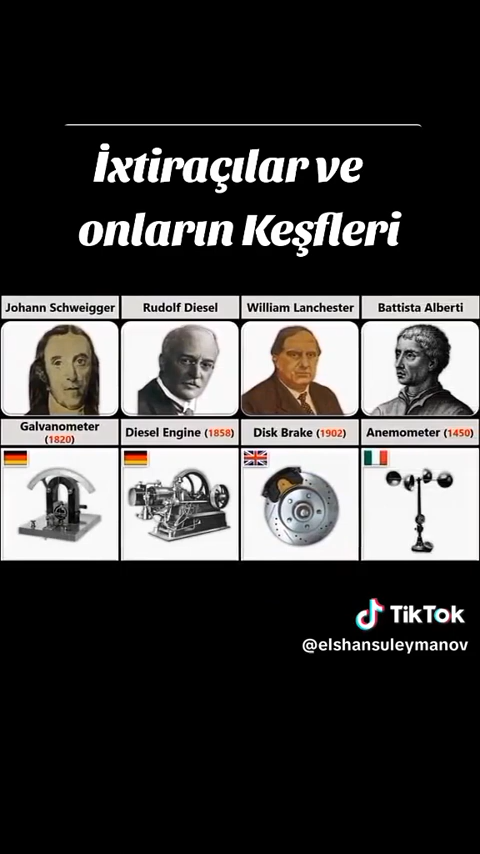 İxtiraçılar ve
onların Keşfleri
Johann Schweigger
Rudolf Diesel
William Lanchester
Battista Alberti
Galvanometer
(1820)
Diesel Engine (1858)
Disk Brake (1902)
Anemometer (1450)
TikTok
@elshansuleymanov